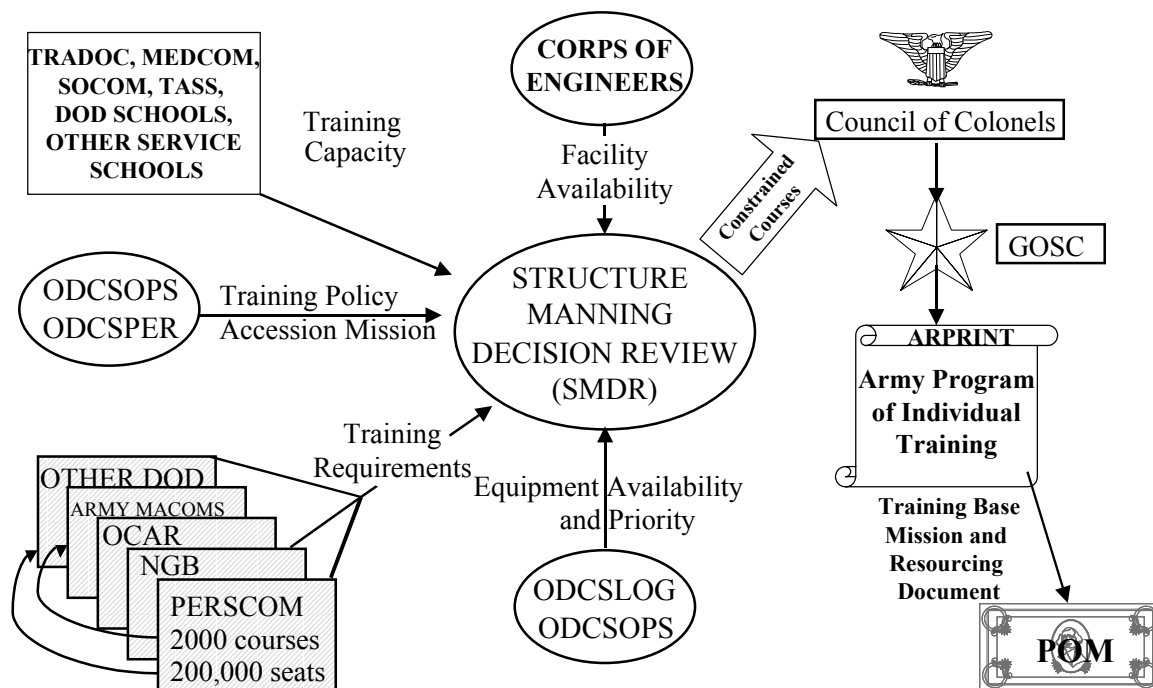 TRADOC, MEDCOM,
SOCOM, TASS,
DOD SCHOOLS,
OTHER SERVICE
SCHOOLS
Training
Capacity
CORPS OF
ENGINEERS
Facility
Availability
Constrained
Courses
Council of Colonels
GOSC
ODCSOPS
ODCSPER
Training Policy
Accession Mission
STRUCTURE
MANNING
DECISION REVIEW
(SMDR)
ARPRINT
Army Program
of Individual
Training
Training
Requirements
Equipment Availability
and Priority
OTHER DOD
ARMY MACOMS
OCAR
NGB
PERSCOM
2000 courses
200,000 seats
ODCSLOG
ODCSOPS
Training Base
Mission and
Resourcing
Document
POM